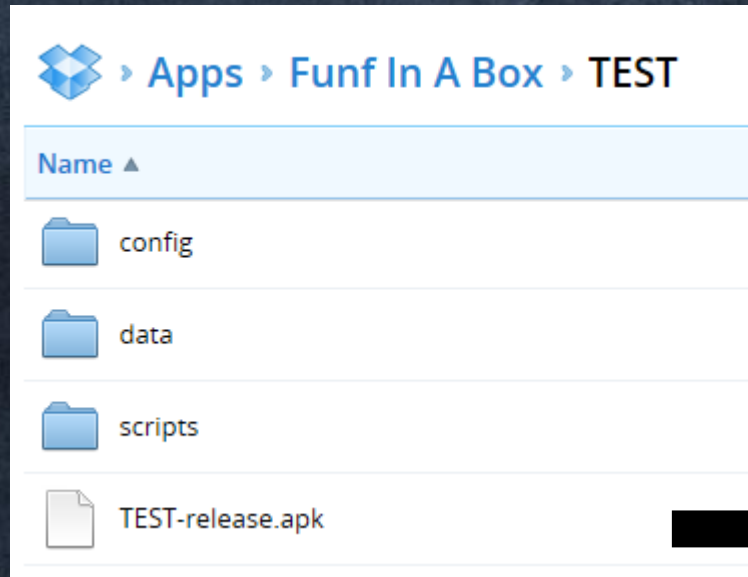 › Apps › Funf In A Box › TEST
Name ▲
config
data
scripts
TEST-release.apk